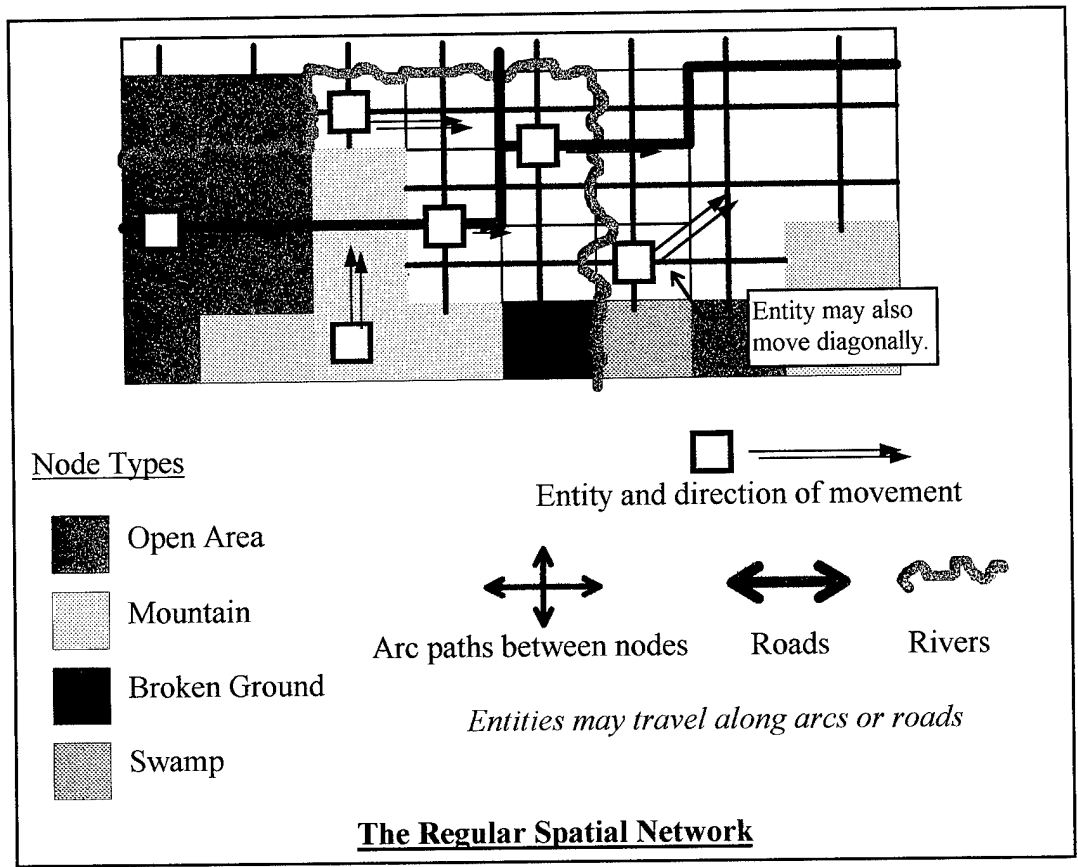 Entity may also
move diagonally.
Node Types
Entity and direction of movement
Open Area
Mountain
Arc paths between nodes
Roads
Rivers
Broken Ground
Entities may travel along arcs or roads
Swamp
The Regular Spatial Network